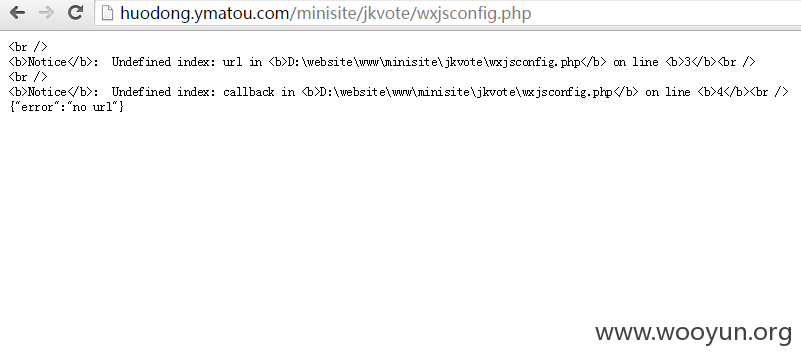 huodong.ymatou.com/minisite/jkvote/wxjsconfig.php
<br />
<b>Notice</b>:  Undefined index: url in <b>D:\website\www\minisite\jkvote\wxjsconfig.php</b> on line <b>3</b><br />
<br />
<b>Notice</b>:  Undefined index: callback in <b>D:\website\www\minisite\jkvote\wxjsconfig.php</b> on line <b>4</b><br />
{"error":"no url"}
www.wooyun.org